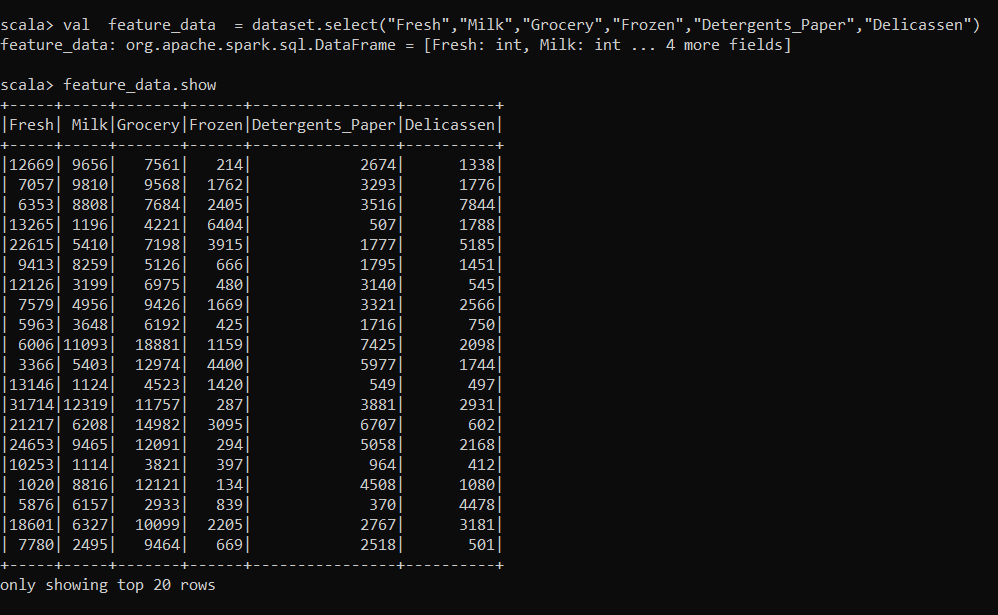 scala> val  feature_data  = dataset.select("Fresh","Milk","Grocery","Frozen","Detergents_Paper","Delicassen")
feature_data: org.apache.spark.sql.DataFrame = [Fresh: int, Milk: int ... 4 more fields]

scala> feature_data.show
+-----+-----+-------+------+----------------+----------+
|Fresh| Milk|Grocery|Frozen|Detergents_Paper|Delicassen|
+-----+-----+-------+------+----------------+----------+
|12669| 9656|   7561|   214|            2674|      1338|
| 7057| 9810|   9568|  1762|            3293|      1776|
| 6353| 8808|   7684|  2405|            3516|      7844|
|13265| 1196|   4221|  6404|             507|      1788|
|22615| 5410|   7198|  3915|            1777|      5185|
| 9413| 8259|   5126|   666|            1795|      1451|
|12126| 3199|   6975|   480|            3140|       545|
| 7579| 4956|   9426|  1669|            3321|      2566|
| 5963| 3648|   6192|   425|            1716|       750|
| 6006|11093|  18881|  1159|            7425|      2098|
| 3366| 5403|  12974|  4400|            5977|      1744|
|13146| 1124|   4523|  1420|             549|       497|
|31714|12319|  11757|   287|            3881|      2931|
|21217| 6208|  14982|  3095|            6707|       602|
|24653| 9465|  12091|   294|            5058|      2168|
|10253| 1114|   3821|   397|             964|       412|
| 1020| 8816|  12121|   134|            4508|      1080|
| 5876| 6157|   2933|   839|             370|      4478|
|18601| 6327|  10099|  2205|            2767|      3181|
| 7780| 2495|   9464|   669|            2518|       501|
+-----+-----+-------+------+----------------+----------+
only showing top 20 rows